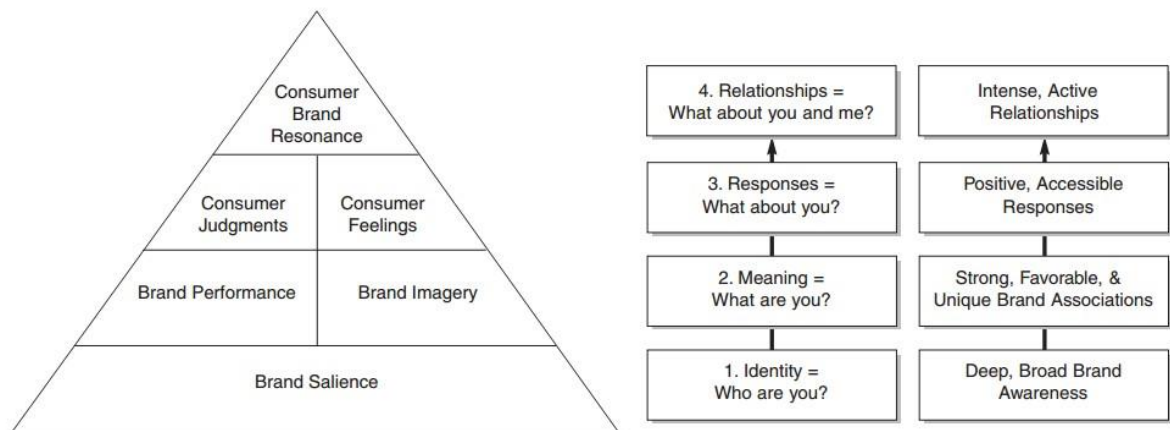 Consumer
Brand
Resonance
Consumer
Judgments
Consumer
Feelings
Brand Performance
Brand Imagery
Brand Salience
4. Relationships =
What about you and me?
3. Responses =
What about you?
2. Meaning =
What are you?
1. Identity =
Who are you?
Intense, Active
Relationships
Positive, Accessible
Responses
Strong, Favorable, &
Unique Brand Associations
Deep, Broad Brand
Awareness